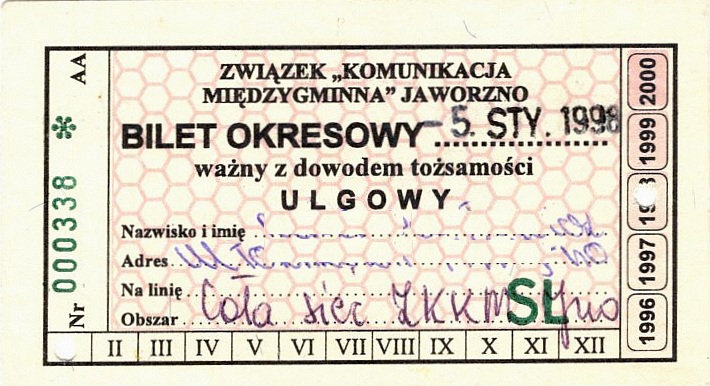 AA
Nr 000338 *
ZWIĄZEK „KOMUNIKACJA
MIĘDZYGMINNA” JAWORZNO
BILET OKRESOWY - 5. STY. 1998
ważny z dowodem tożsamości
ULGOWY
Nazwisko i imię
Adres
Na linię Cała sieć ZKKM
Obszar
SL
II III IV V VI VII VIII IX X XI XII
1996 1997 1999 2000